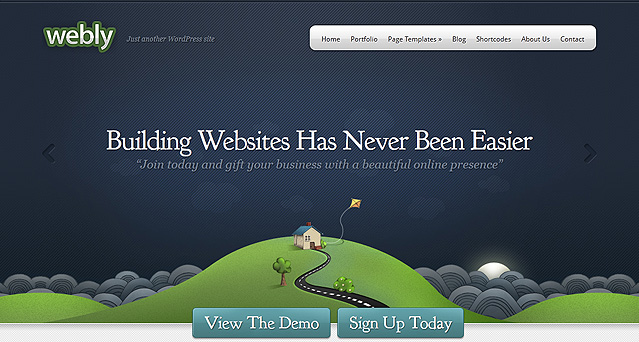 webly
Just another WordPress site
Home Portfolio Page Templates » Blog Shortcodes About Us Contact
Building Websites Has Never Been Easier
“Join today and gift your business with a beautiful online presence”
View The Demo
Sign Up Today